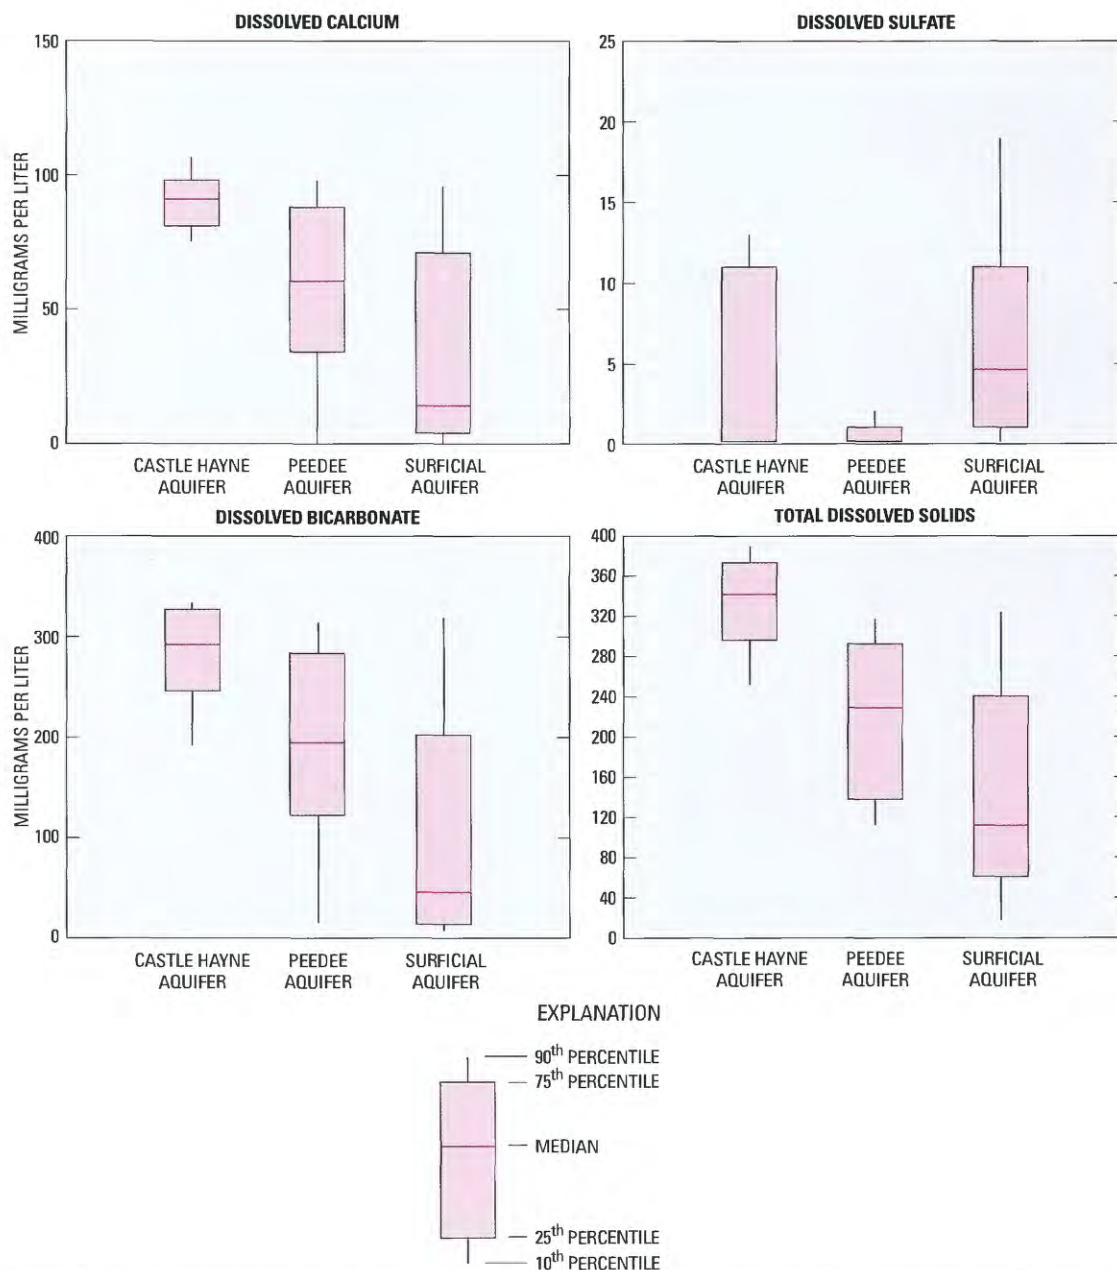 DISSOLVED CALCIUM
150
100
50
0
MILLIGRAMS PER LITER
CASTLE HAYNE
AQUIFER
PEEDEE
AQUIFER
SURFICIAL
AQUIFER
DISSOLVED SULFATE
25
20
15
10
5
0
CASTLE HAYNE
AQUIFER
PEEDEE
AQUIFER
SURFICIAL
AQUIFER
DISSOLVED BICARBONATE
400
300
200
100
0
MILLIGRAMS PER LITER
CASTLE HAYNE
AQUIFER
PEEDEE
AQUIFER
SURFICIAL
AQUIFER
TOTAL DISSOLVED SOLIDS
400
360
320
280
240
200
160
120
80
40
0
CASTLE HAYNE
AQUIFER
PEEDEE
AQUIFER
SURFICIAL
AQUIFER
EXPLANATION
90th PERCENTILE
75th PERCENTILE
MEDIAN
25th PERCENTILE
10th PERCENTILE